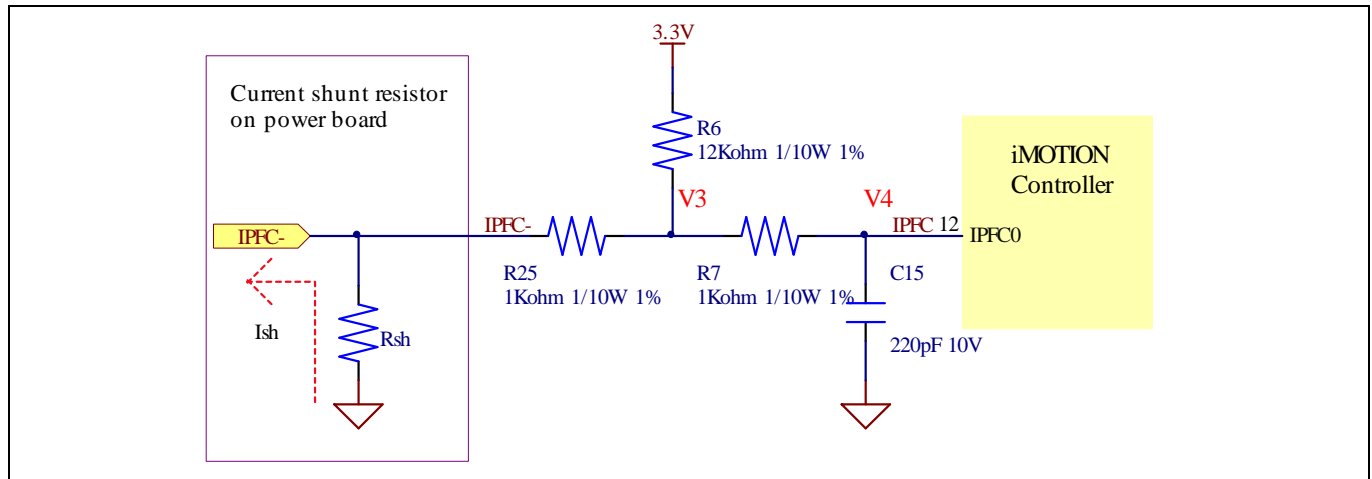 3.3V
Current shunt resistor
on power board
R6
12Kohm 1/10W 1%
iMOTION
Controller
V3
V4
IPFC-
IPFC-
IPFC 12
IPFC0
R25
1Kohm 1/10W 1%
R7
1Kohm 1/10W 1%
C15
220pF 10V
Ish
Rsh